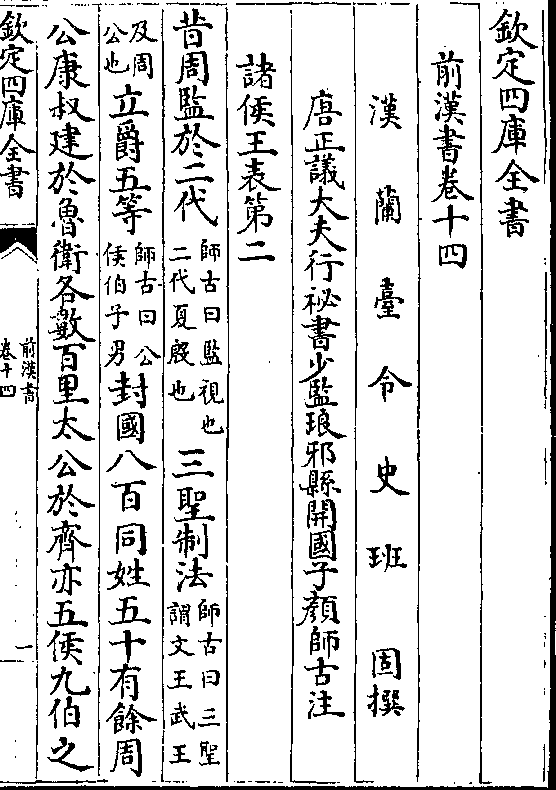 欽定四庫全書
前漢書卷十四
漢蘭臺令史班固撰
唐正議大夫行祕書少監琅邪縣開國子顏師古注
諸侯王表第二
昔周監於二代師古曰監視也二代夏殷也三聖制法師古曰三聖謂文王武王
及周公也立爵五等師古曰公侯伯子男封國八百同姓五十有餘周
公康叔建於魯衛各數百里太公於齊亦五侯九伯之
欽定四庫全書
前漢書
卷十四
一